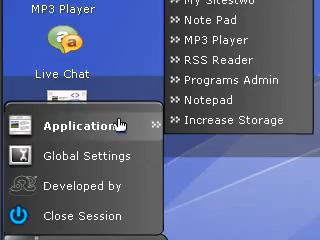 MP3 Player
Live Chat
Applications
Global Settings
Developed by
Close Session
My Sitestwo
Note Pad
MP3 Player
RSS Reader
Programs Admin
Notepad
Increase Storage